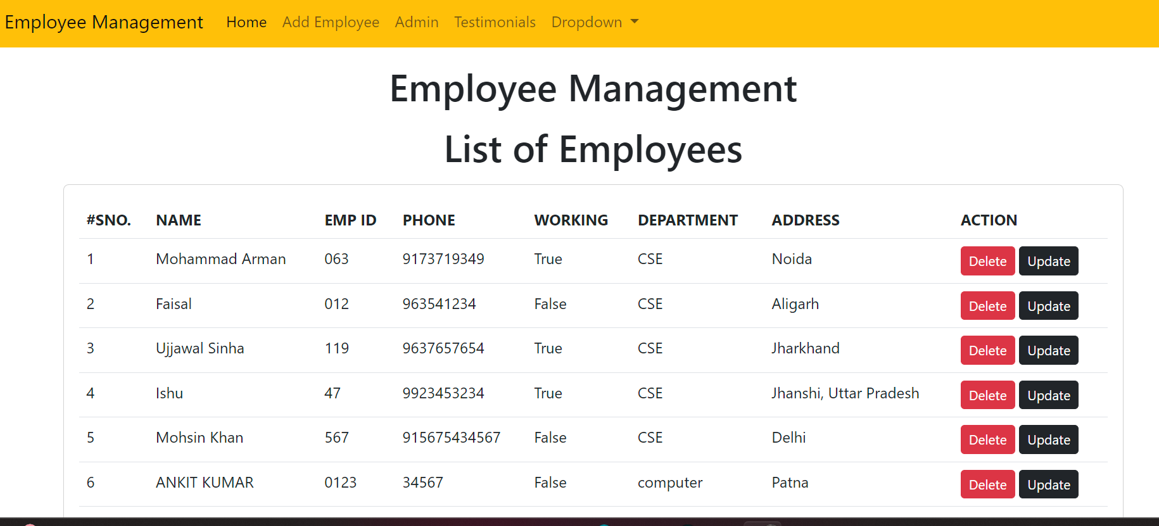 Employee Management Home Add Employee Admin Testimonials Dropdown
Employee Management
List of Employees
#SNO. NAME EMP ID PHONE WORKING DEPARTMENT ADDRESS ACTION
1 Mohammad Arman 063 9173719349 True CSE Noida Delete Update
2 Faisal 012 963541234 False CSE Aligarh Delete Update
3 Ujjawal Sinha 119 9637657654 True CSE Jharkhand Delete Update
4 Ishu 47 9923453234 True CSE Jhanshi, Uttar Pradesh Delete Update
5 Mohsin Khan 567 915675434567 False CSE Delhi Delete Update
6 ANKIT KUMAR 0123 34567 False computer Patna Delete Update